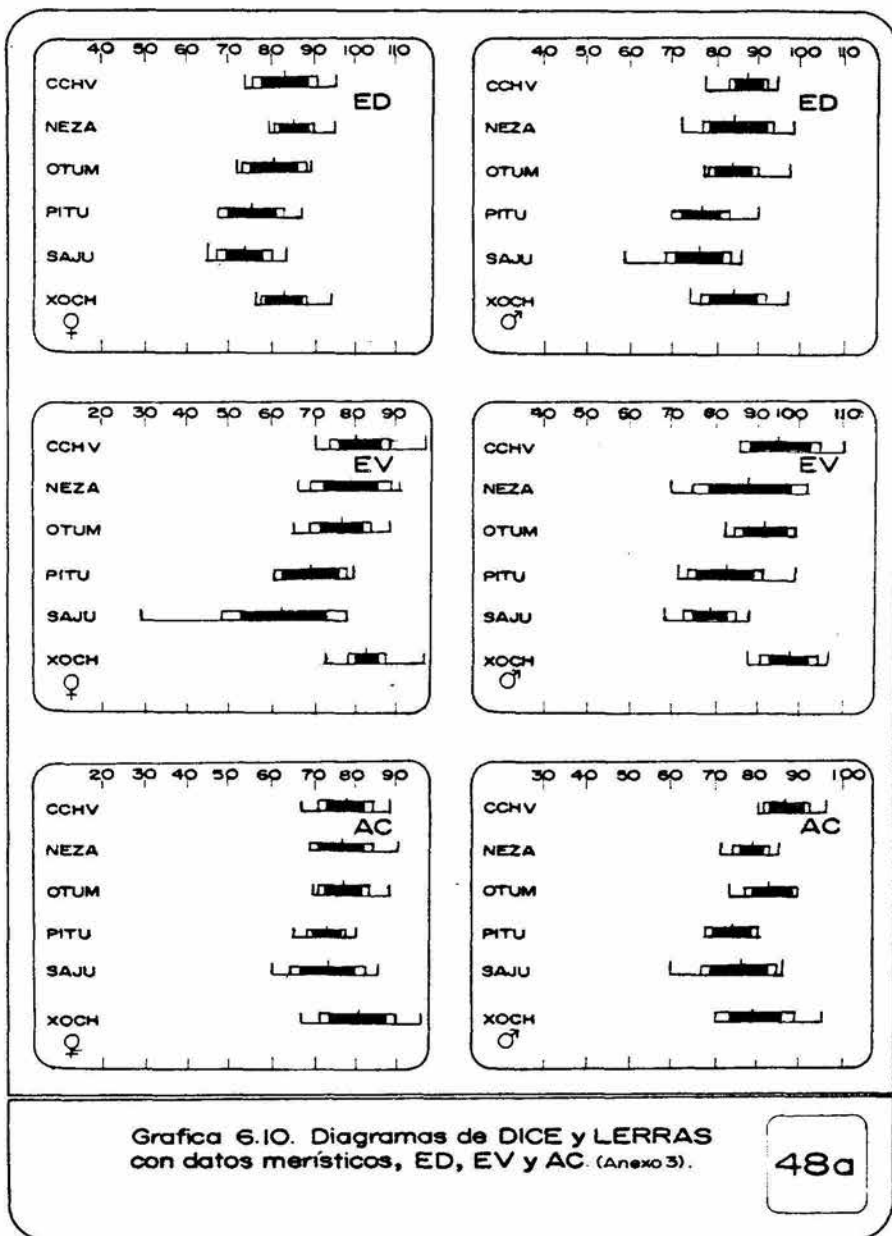 40 50 60 70 80 90 100 110
CCHV
ED
NEZA
OTUM
PITU
SAJU
XOCH
♀
40 50 60 70 80 90 100 110
CCHV
ED
NEZA
OTUM
PITU
SAJU
XOCH
♂
20 30 40 50 60 70 80 90
CCHV
EV
NEZA
OTUM
PITU
SAJU
XOCH
♀
40 50 60 70 80 90 100 110
CCHV
EV
NEZA
OTUM
PITU
SAJU
XOCH
♂
20 30 40 50 60 70 80 90
CCHV
AC
NEZA
OTUM
PITU
SAJU
XOCH
♀
30 40 50 60 70 80 90 100
CCHV
AC
NEZA
OTUM
PITU
SAJU
XOCH
♂
Grafica 6.10. Diagramas de DICE y LERRAS
con datos merísticos, ED, EV y AC. (Anexo 3).
48a